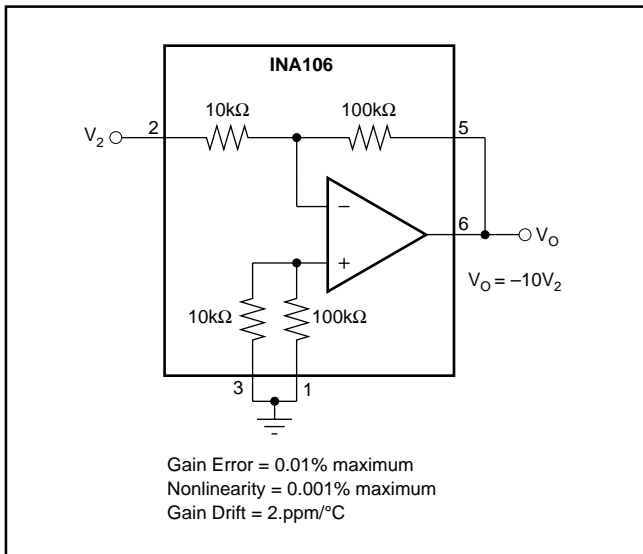 INA106
10kΩ
100kΩ
V2
2
5
–
+
6
VO
VO = –10V2
10kΩ
100kΩ
3
1
Gain Error = 0.01% maximum
Nonlinearity = 0.001% maximum
Gain Drift = 2.ppm/°C